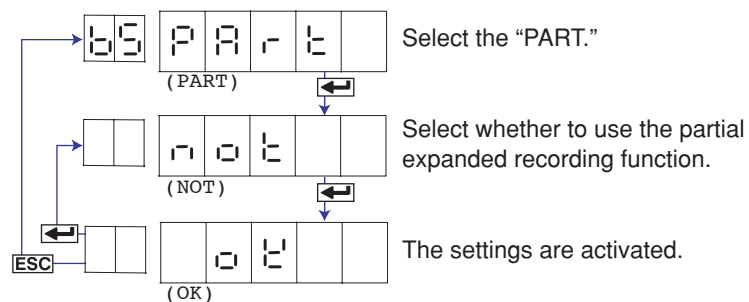 b5 PArt Select the “PART.”
(PART)
not Select whether to use the partial
(NOT) expanded recording function.
ESC oK The settings are activated.
(OK)